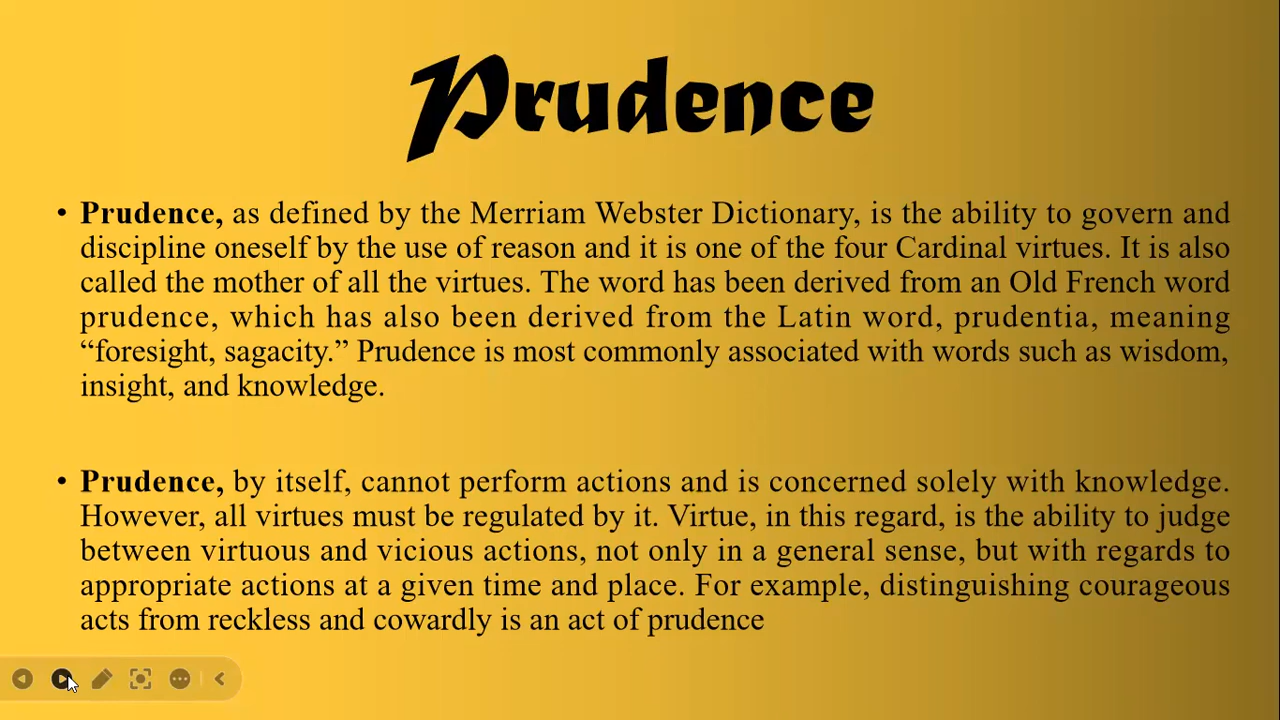 Prudence
• Prudence, as defined by the Merriam Webster Dictionary, is the ability to govern and
discipline oneself by the use of reason and it is one of the four Cardinal virtues. It is also
called the mother of all the virtues. The word has been derived from an Old French word
prudence, which has also been derived from the Latin word, prudentia, meaning
“foresight, sagacity.” Prudence is most commonly associated with words such as wisdom,
insight, and knowledge.
• Prudence, by itself, cannot perform actions and is concerned solely with knowledge.
However, all virtues must be regulated by it. Virtue, in this regard, is the ability to judge
between virtuous and vicious actions, not only in a general sense, but with regards to
appropriate actions at a given time and place. For example, distinguishing courageous
acts from reckless and cowardly is an act of prudence